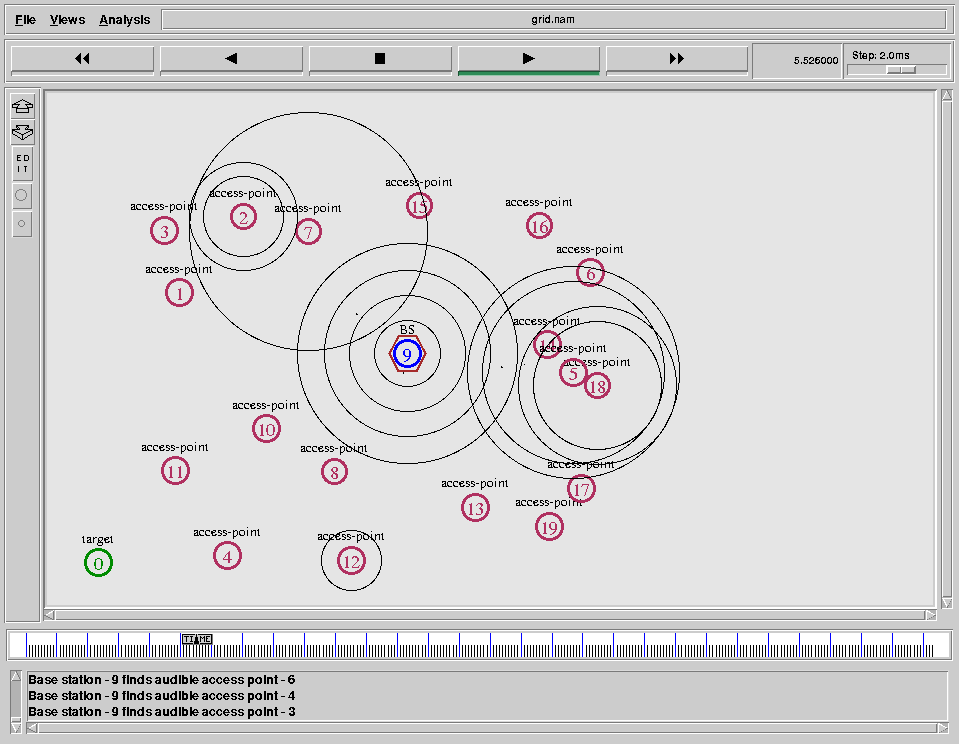 File Views Analysis grid.nam
5.526000 Step: 2.0ms
ED
IT
access-point
15
access-point
2
access-point
3
access-point
7
access-point
16
access-point
6
access-point
1
access-point
14
BS
9
access-point
5
access-point
18
access-point
10
access-point
11
access-point
8
access-point
17
access-point
13
access-point
19
access-point
4
access-point
12
target
0
TIME
Base station - 9 finds audible access point - 6
Base station - 9 finds audible access point - 4
Base station - 9 finds audible access point - 3